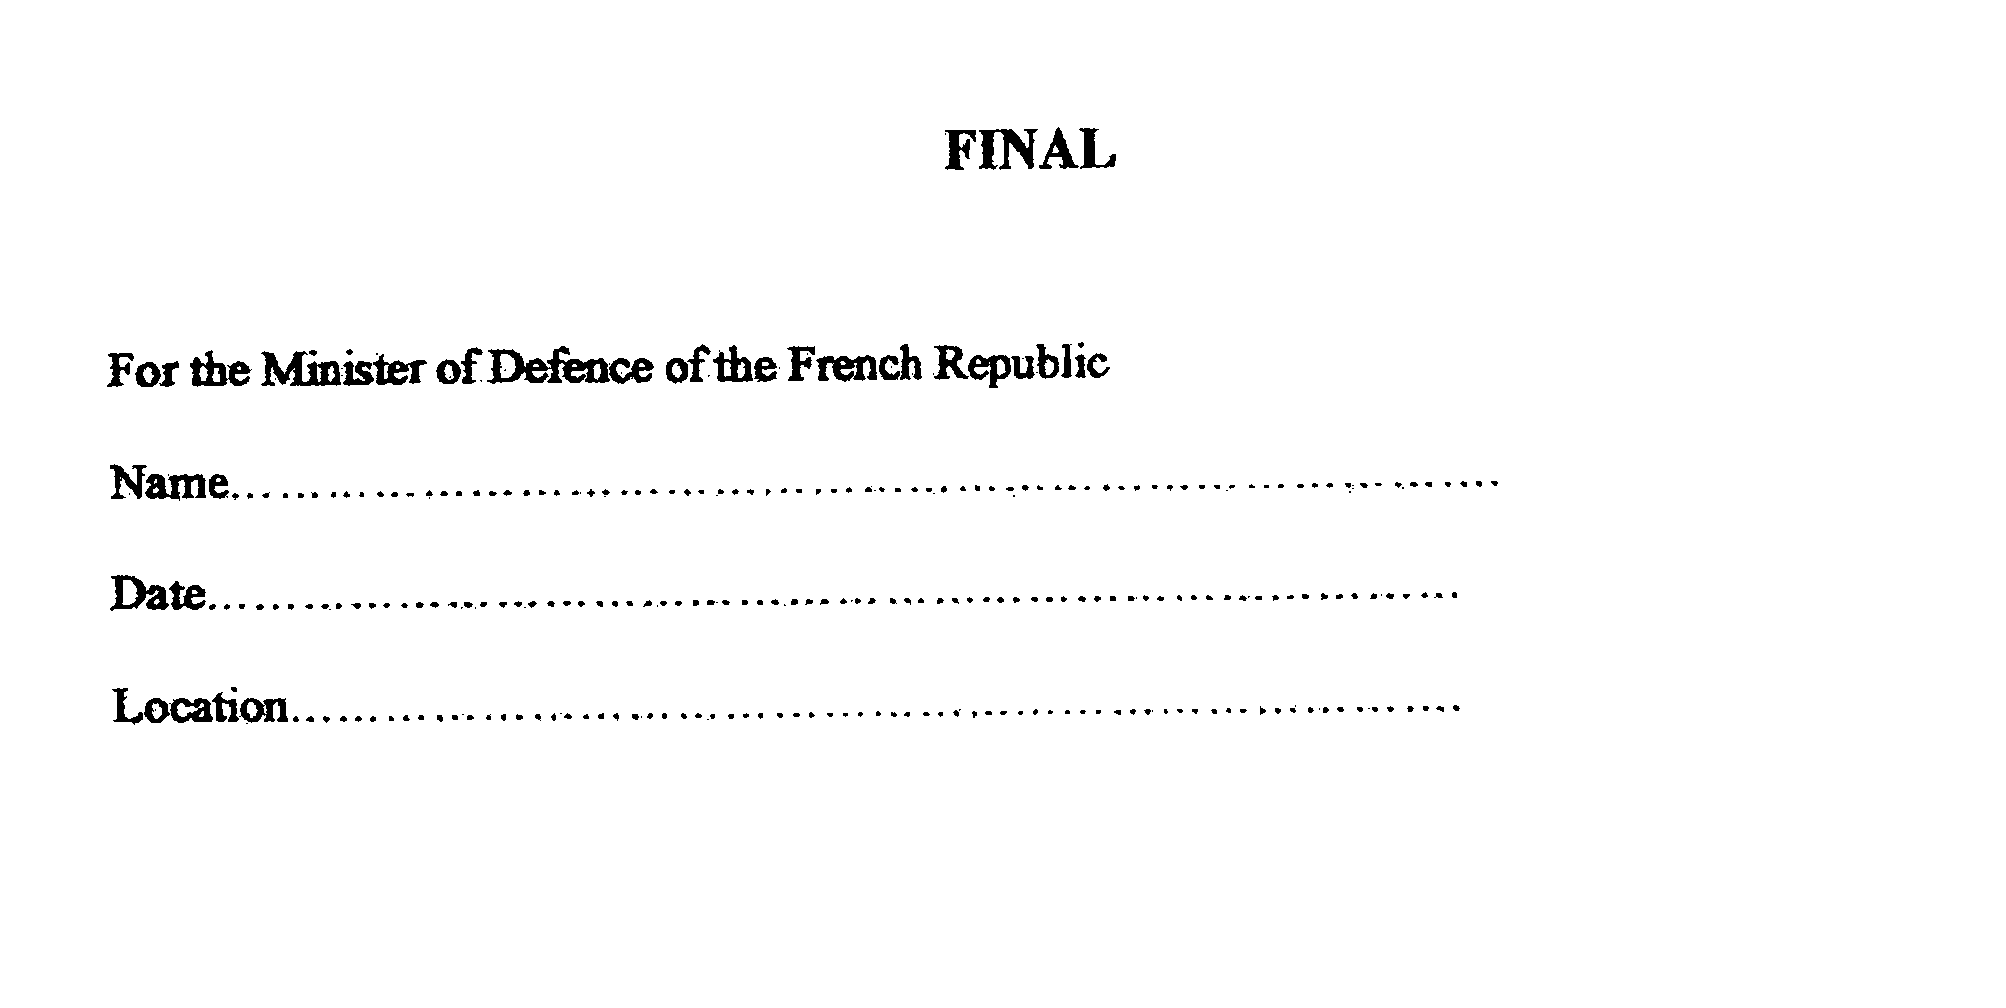 FINAL
For the Minister of Defence of the French Republic
Name....................................................................................
Date....................................................................................
Location..............................................................................